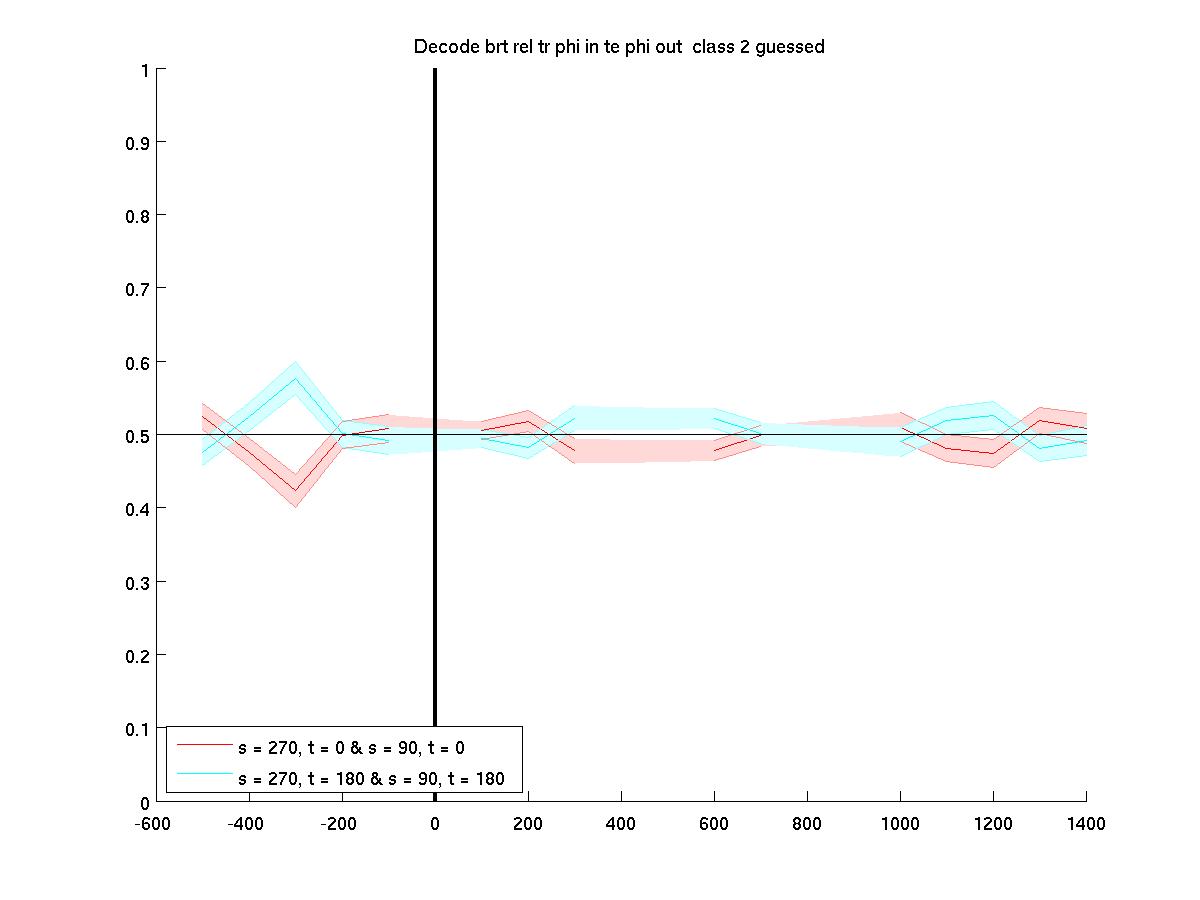 Decode brt rel tr phi in te phi out  class 2 guessed
1
0.9
0.8
0.7
0.6
0.5
0.4
0.3
0.2
0.1
0
s = 270, t = 0 & s = 90, t = 0
s = 270, t = 180 & s = 90, t = 180
-600 -400 -200 0 200 400 600 800 1000 1200 1400